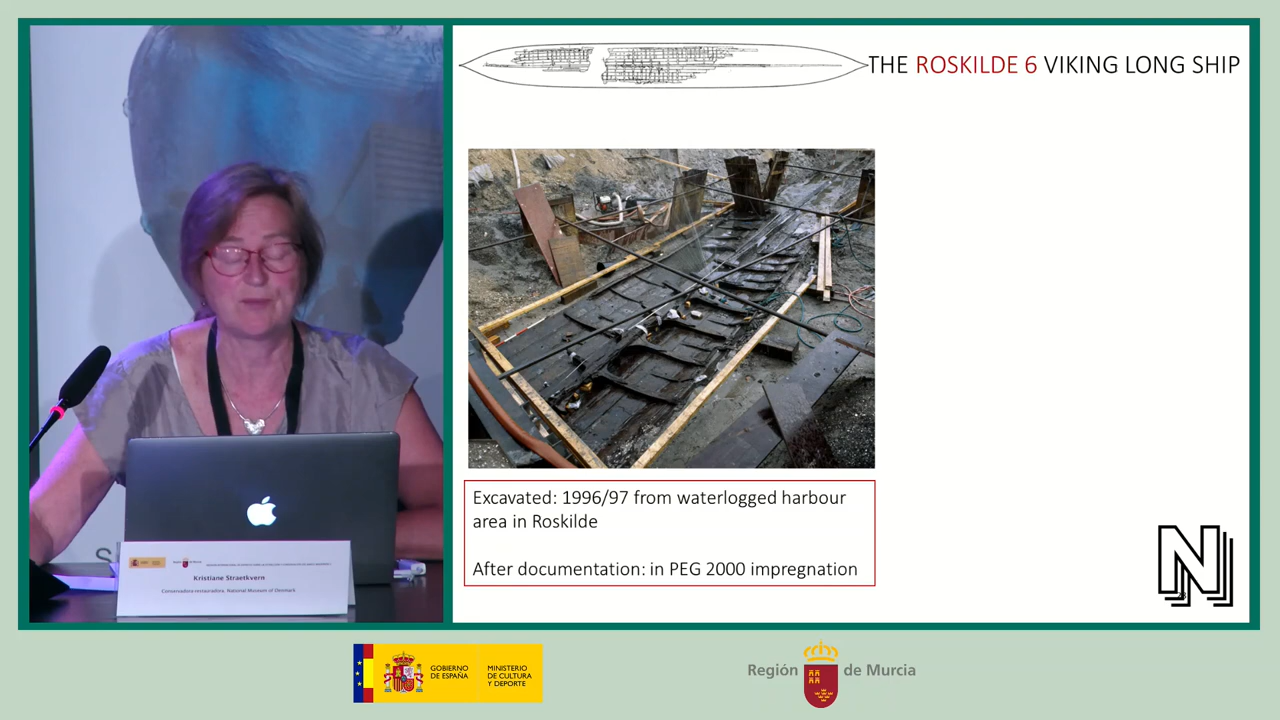 THE ROSKILDE 6 VIKING LONG SHIP
Excavated: 1996/97 from waterlogged harbour
area in Roskilde
After documentation: in PEG 2000 impregnation
N
Kristiane Straetkvern
Conservadora-restauradora. National Museum of Denmark
GOBIERNO
DE ESPAÑA
MINISTERIO
DE CULTURA
Y DEPORTE
Región de Murcia